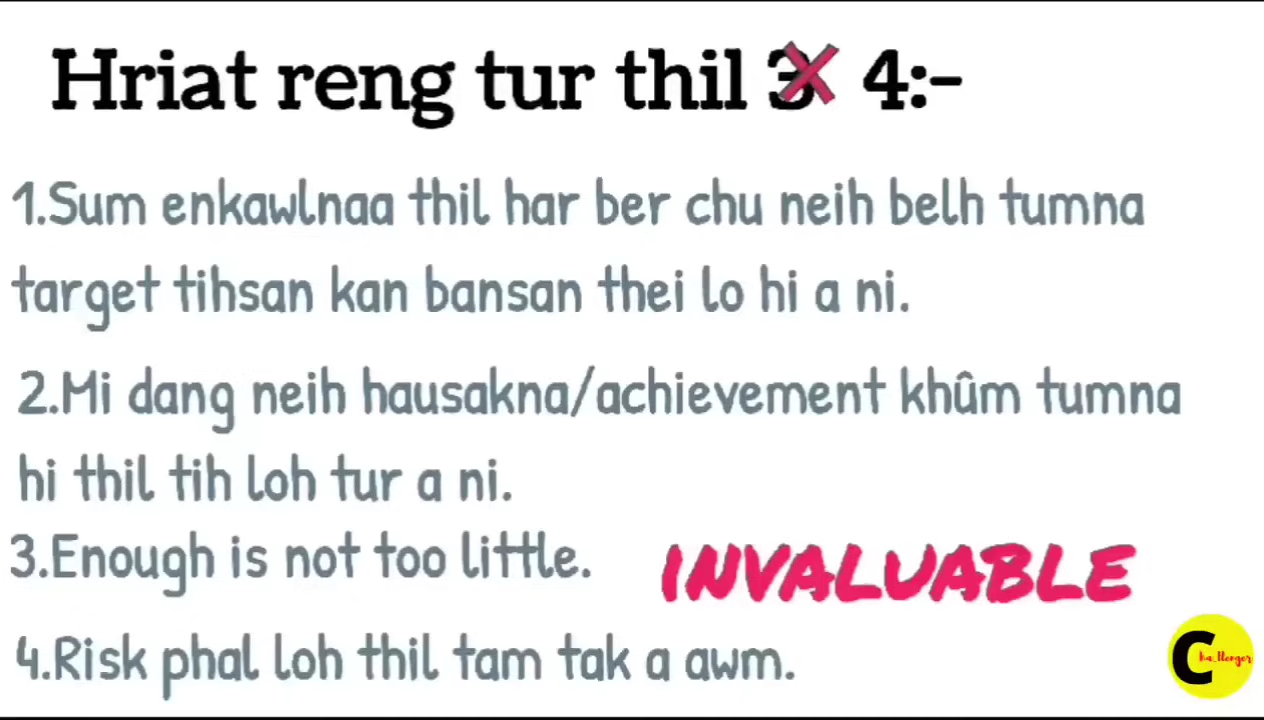 Hriat reng tur thil 3 4:-
1.Sum enkawlnaa thil har ber chu neih belh tumna
target tihsan kan bansan thei lo hi a ni.
2.Mi dang neih hausakna/achievement khûm tumna
hi thil tih loh tur a ni.
3.Enough is not too little.
INVALUABLE
4.Risk phal loh thil tam tak a awm.
Challenger